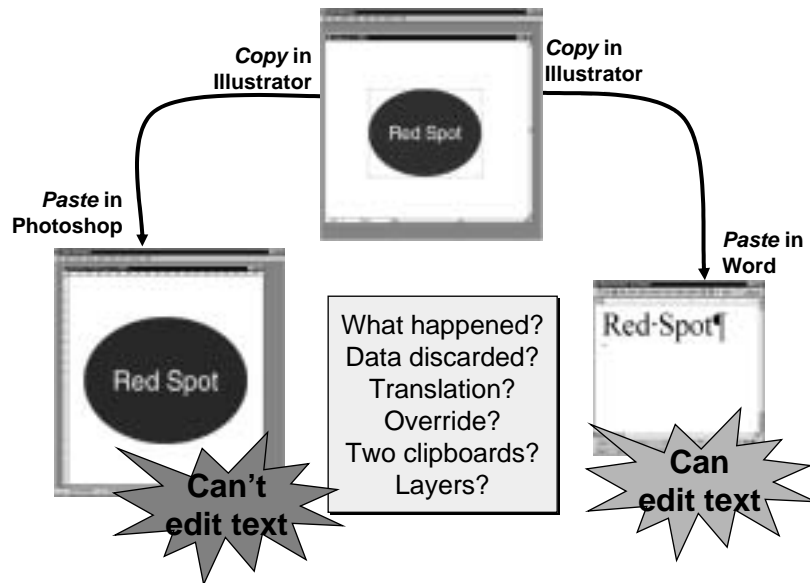 Copy in
Illustrator
Copy in
Illustrator
Red Spot
Paste in
Photoshop
Paste in
Word
Red Spot
What happened?
Data discarded?
Translation?
Override?
Two clipboards?
Layers?
Red·Spot¶
Can't
edit text
Can
edit text